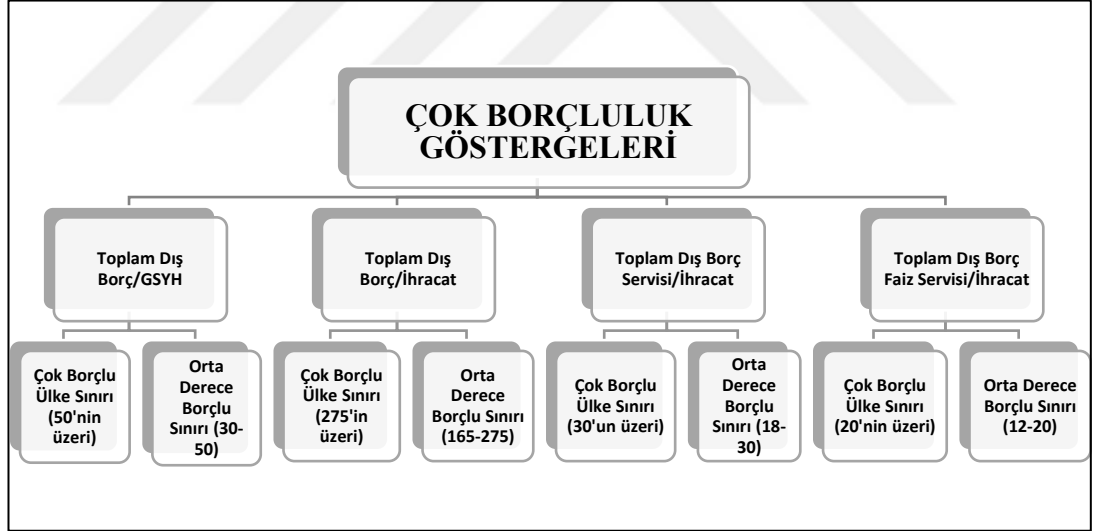 ÇOK BORÇLULUK
GÖSTERGELERİ
Toplam Dış
Borç/GSYH
Çok Borçlu
Ülke Sınırı
(50'nin
üzeri)
Orta
Derece
Borçlu
Sınırı (30-
50)
Toplam Dış
Borç/İhracat
Çok Borçlu
Ülke Sınırı
(275'in
üzeri)
Orta
Derece
Borçlu Sınırı
(165-275)
Toplam Dış Borç
Servisi/İhracat
Çok Borçlu
Ülke Sınırı
(30'un üzeri)
Orta
Derece
Borçlu
Sınırı (18-
30)
Toplam Dış Borç
Faiz Servisi/İhracat
Çok Borçlu
Ülke Sınırı
(20'nin üzeri)
Orta Derece
Borçlu Sınırı
(12-20)